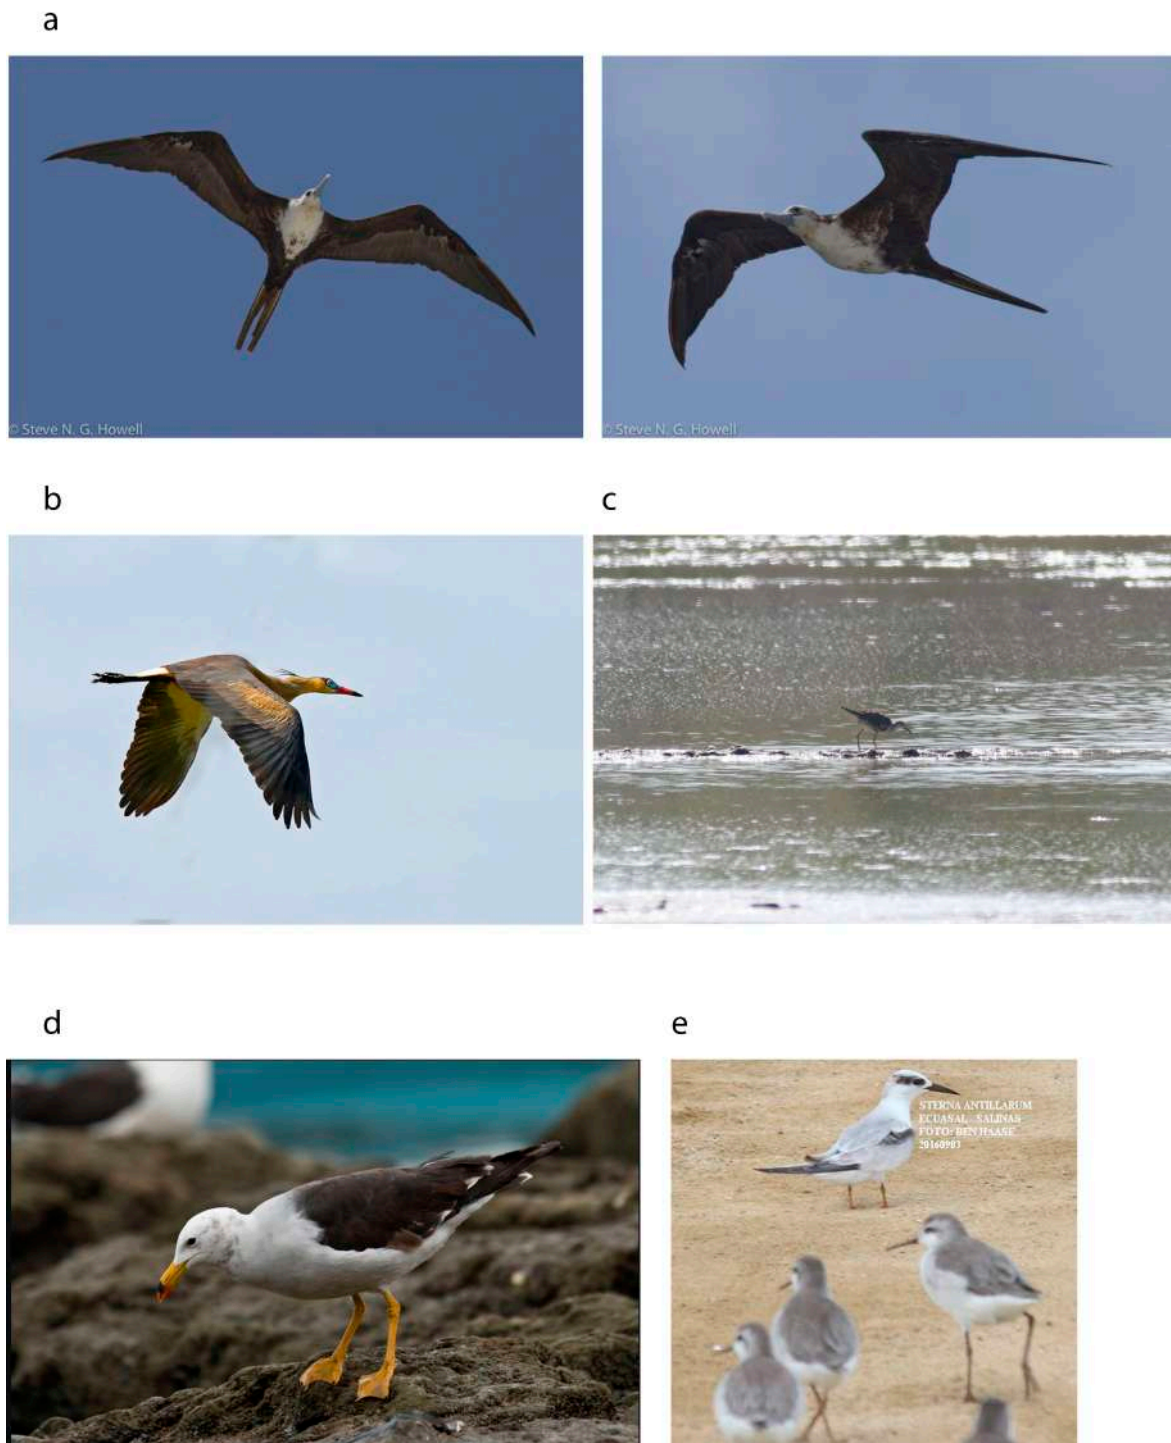 a
© Steve N. G. Howell
© Steve N. G. Howell
b
c
d
e
STERNA ANTILLARUM
ECUASAL - SALINAS
FOTO: BEN HAASE
20160903